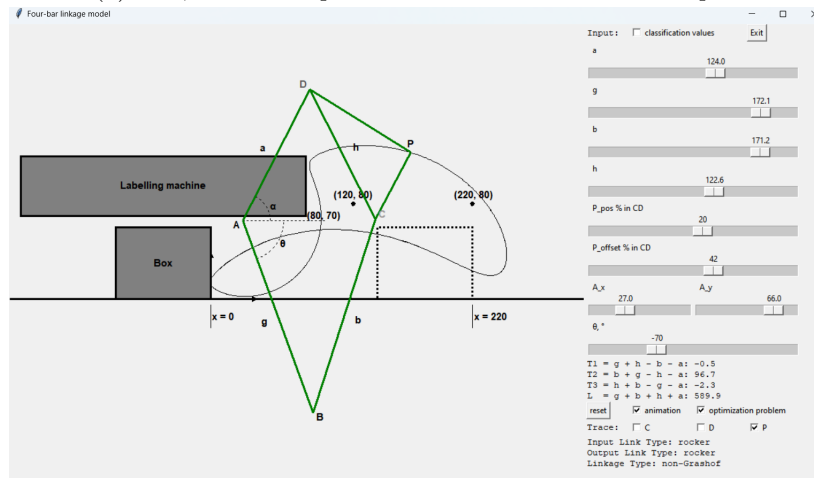 Four-bar linkage model
Input: classification values Exit
a
124.0
g
172.1
b
171.2
h
122.6
P_pos % in CD
20
P_offset % in CD
42
A_x A_y
27.0 66.0
θ, °
-70
T1 = g + h - b - a: -0.5
T2 = b + g - h - a: 96.7
T3 = h + b - g - a: -2.3
L = g + b + h + a: 589.9
reset animation optimization problem
Trace: C D P
Input Link Type: rocker
Output Link Type: rocker
Linkage Type: non-Grashof
D
a
h
P
Labelling machine
(120, 80)
(220, 80)
α
(80, 70)
C
A
θ
Box
x = 0
g
b
x = 220
B